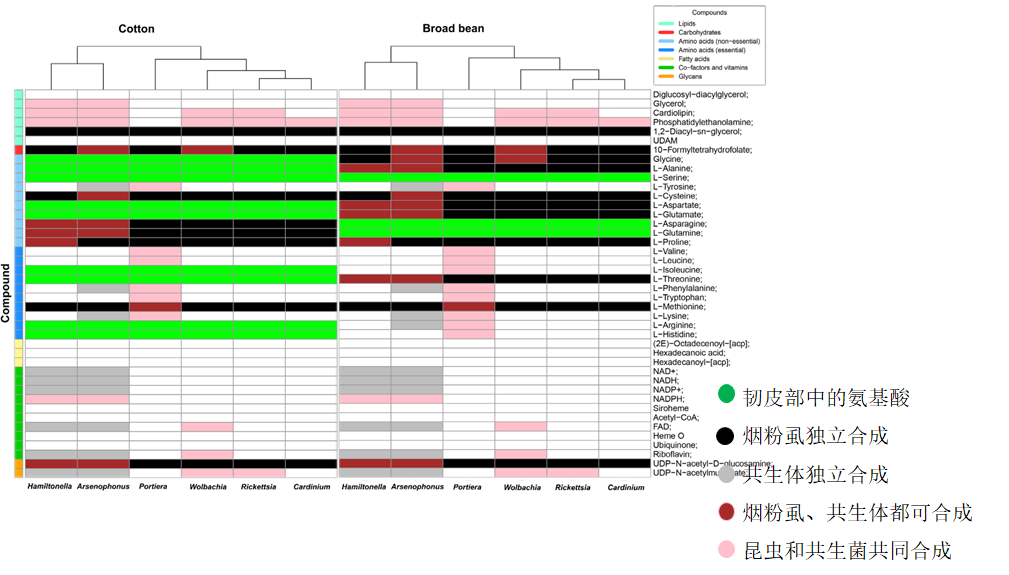 Compounds
Lipids
Carbohydrates
Amino acids (non-essential)
Amino acids (essential)
Fatty acids
Co-factors and vitamins
Glycans
Cotton
Broad bean
Compound
Diglucosyl-diacylglycerol;
Glycerol;
Cardiolipin;
Phosphatidylethanolamine;
1,2-Diacyl-sn-glycerol;
UDAM
10-Formyltetrahydrofolate;
Glycine;
L-Alanine;
L-Serine;
L-Tyrosine;
L-Cysteine;
L-Aspartate;
L-Glutamate;
L-Asparagine;
L-Glutamine;
L-Proline;
L-Valine;
L-Leucine;
L-Isoleucine;
L-Threonine;
L-Phenylalanine;
L-Tryptophan;
L-Methionine;
L-Lysine;
L-Arginine;
L-Histidine;
(2E)-Octadecenoyl-[acp];
Hexadecanoic acid;
Hexadecanoyl-[acp];
NAD+;
NADH;
NADP+;
NADPH;
Siroheme
Acetyl-CoA;
FAD;
Heme O
Ubiquinone;
Riboflavin;
UDP-N-acetyl-D-glucosamine;
Hamiltonella Arsenophonus Portiera Wolbachia Rickettsia Cardinium Hamiltonella Arsenophonus Portiera Wolbachia Rickettsia Cardinium
韧皮部中的氨基酸
烟粉虱独立合成
共生体独立合成
烟粉虱、共生体都可合成
昆虫和共生菌共同合成